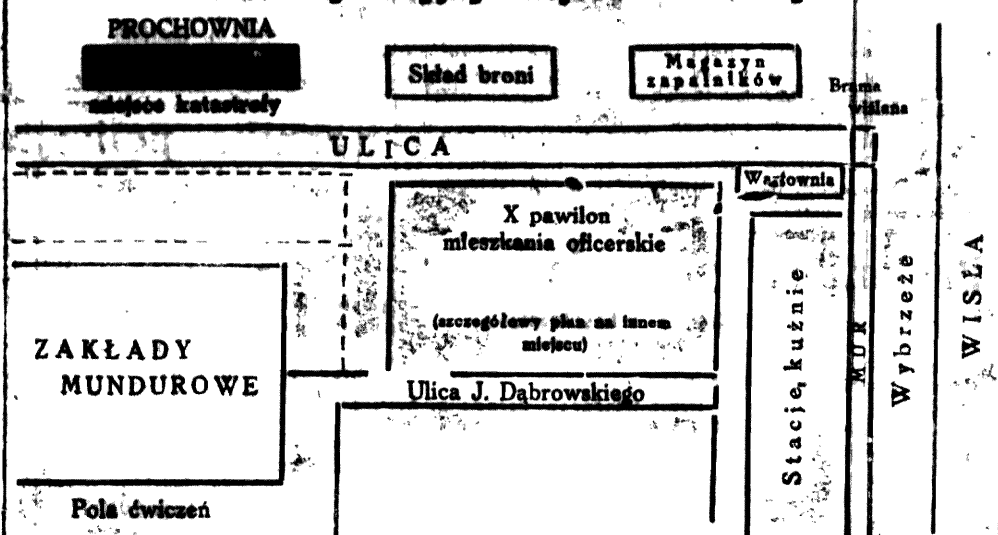 PROCHOWNIA
miejsce katastrofy
Skład broni
Magazyn
zapalników
Brama
wiślana
ULICA
Wartownia
X pawilon
mieszkania oficerskie
(szczegółowy plan na innem
miejscu)
ZAKŁADY
MUNDUROWE
Ulica J. Dąbrowskiego
Pola ćwiczeń
Stacje, kuźnie
MUR
Wybrzeże
WISŁA